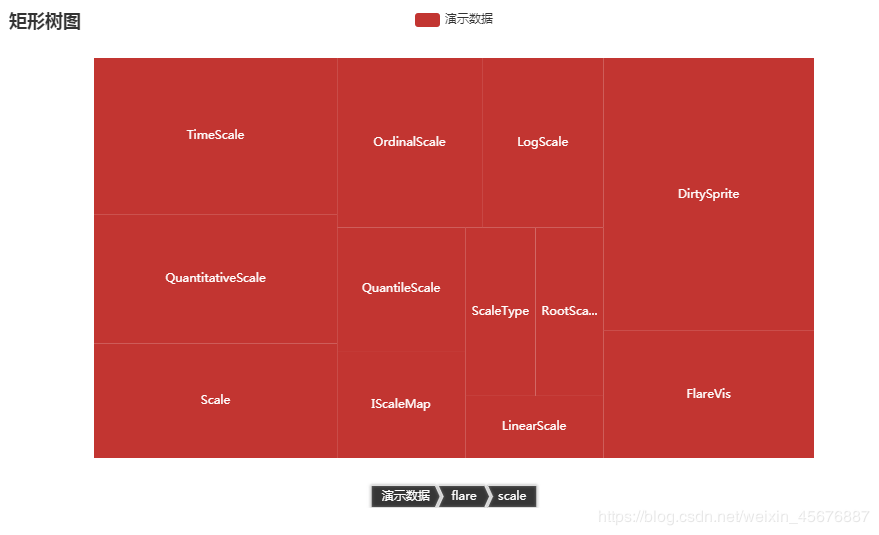 矩形树图
演示数据
TimeScale
OrdinalScale
LogScale
DirtySprite
QuantitativeScale
QuantileScale
ScaleType
RootSca...
Scale
IScaleMap
LinearScale
FlareVis
演示数据 flare scale
https://blog.csdn.net/weixin_45676887